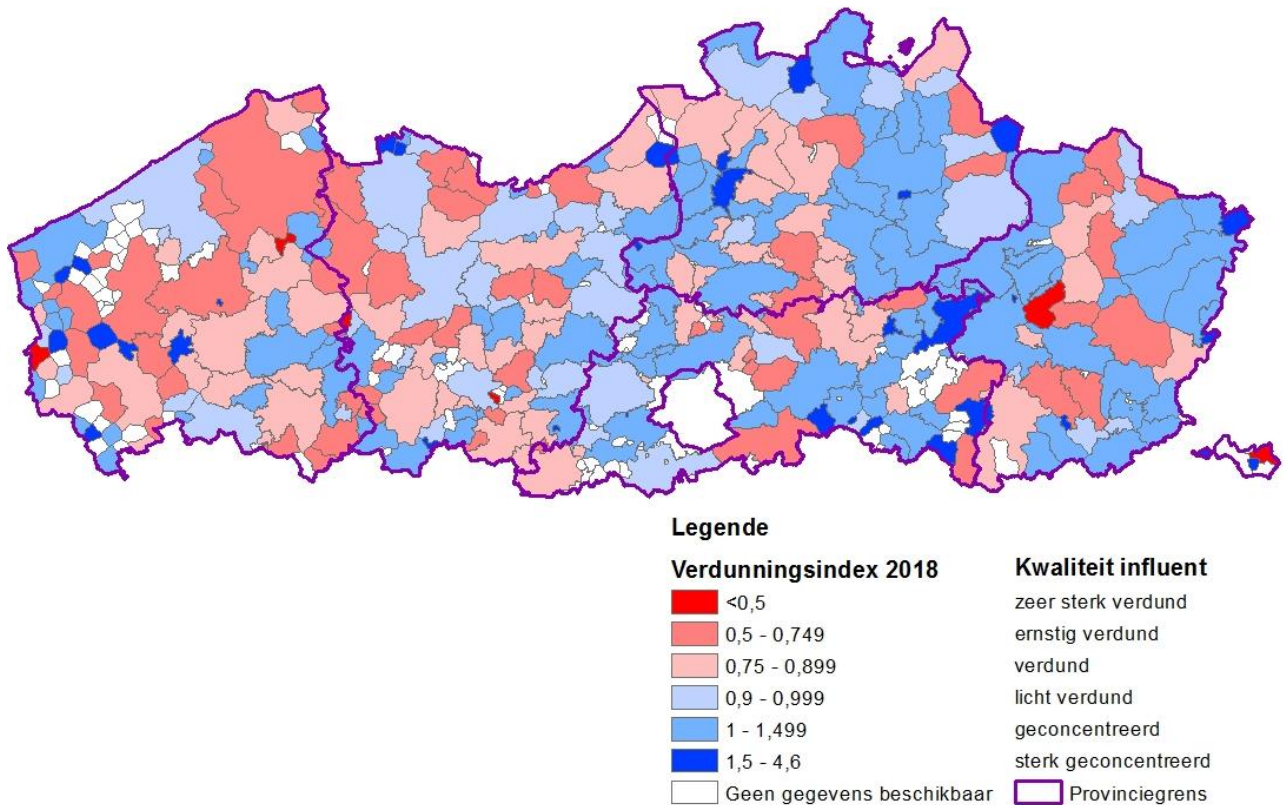 Legende
Verdunningsindex 2018 Kwaliteit influent
<0,5 zeer sterk verdund
0,5 - 0,749 ernstig verdund
0,75 - 0,899 verdund
0,9 - 0,999 licht verdund
1 - 1,499 geconcentreerd
1,5 - 4,6 sterk geconcentreerd
Geen gegevens beschikbaar Provinciegrens